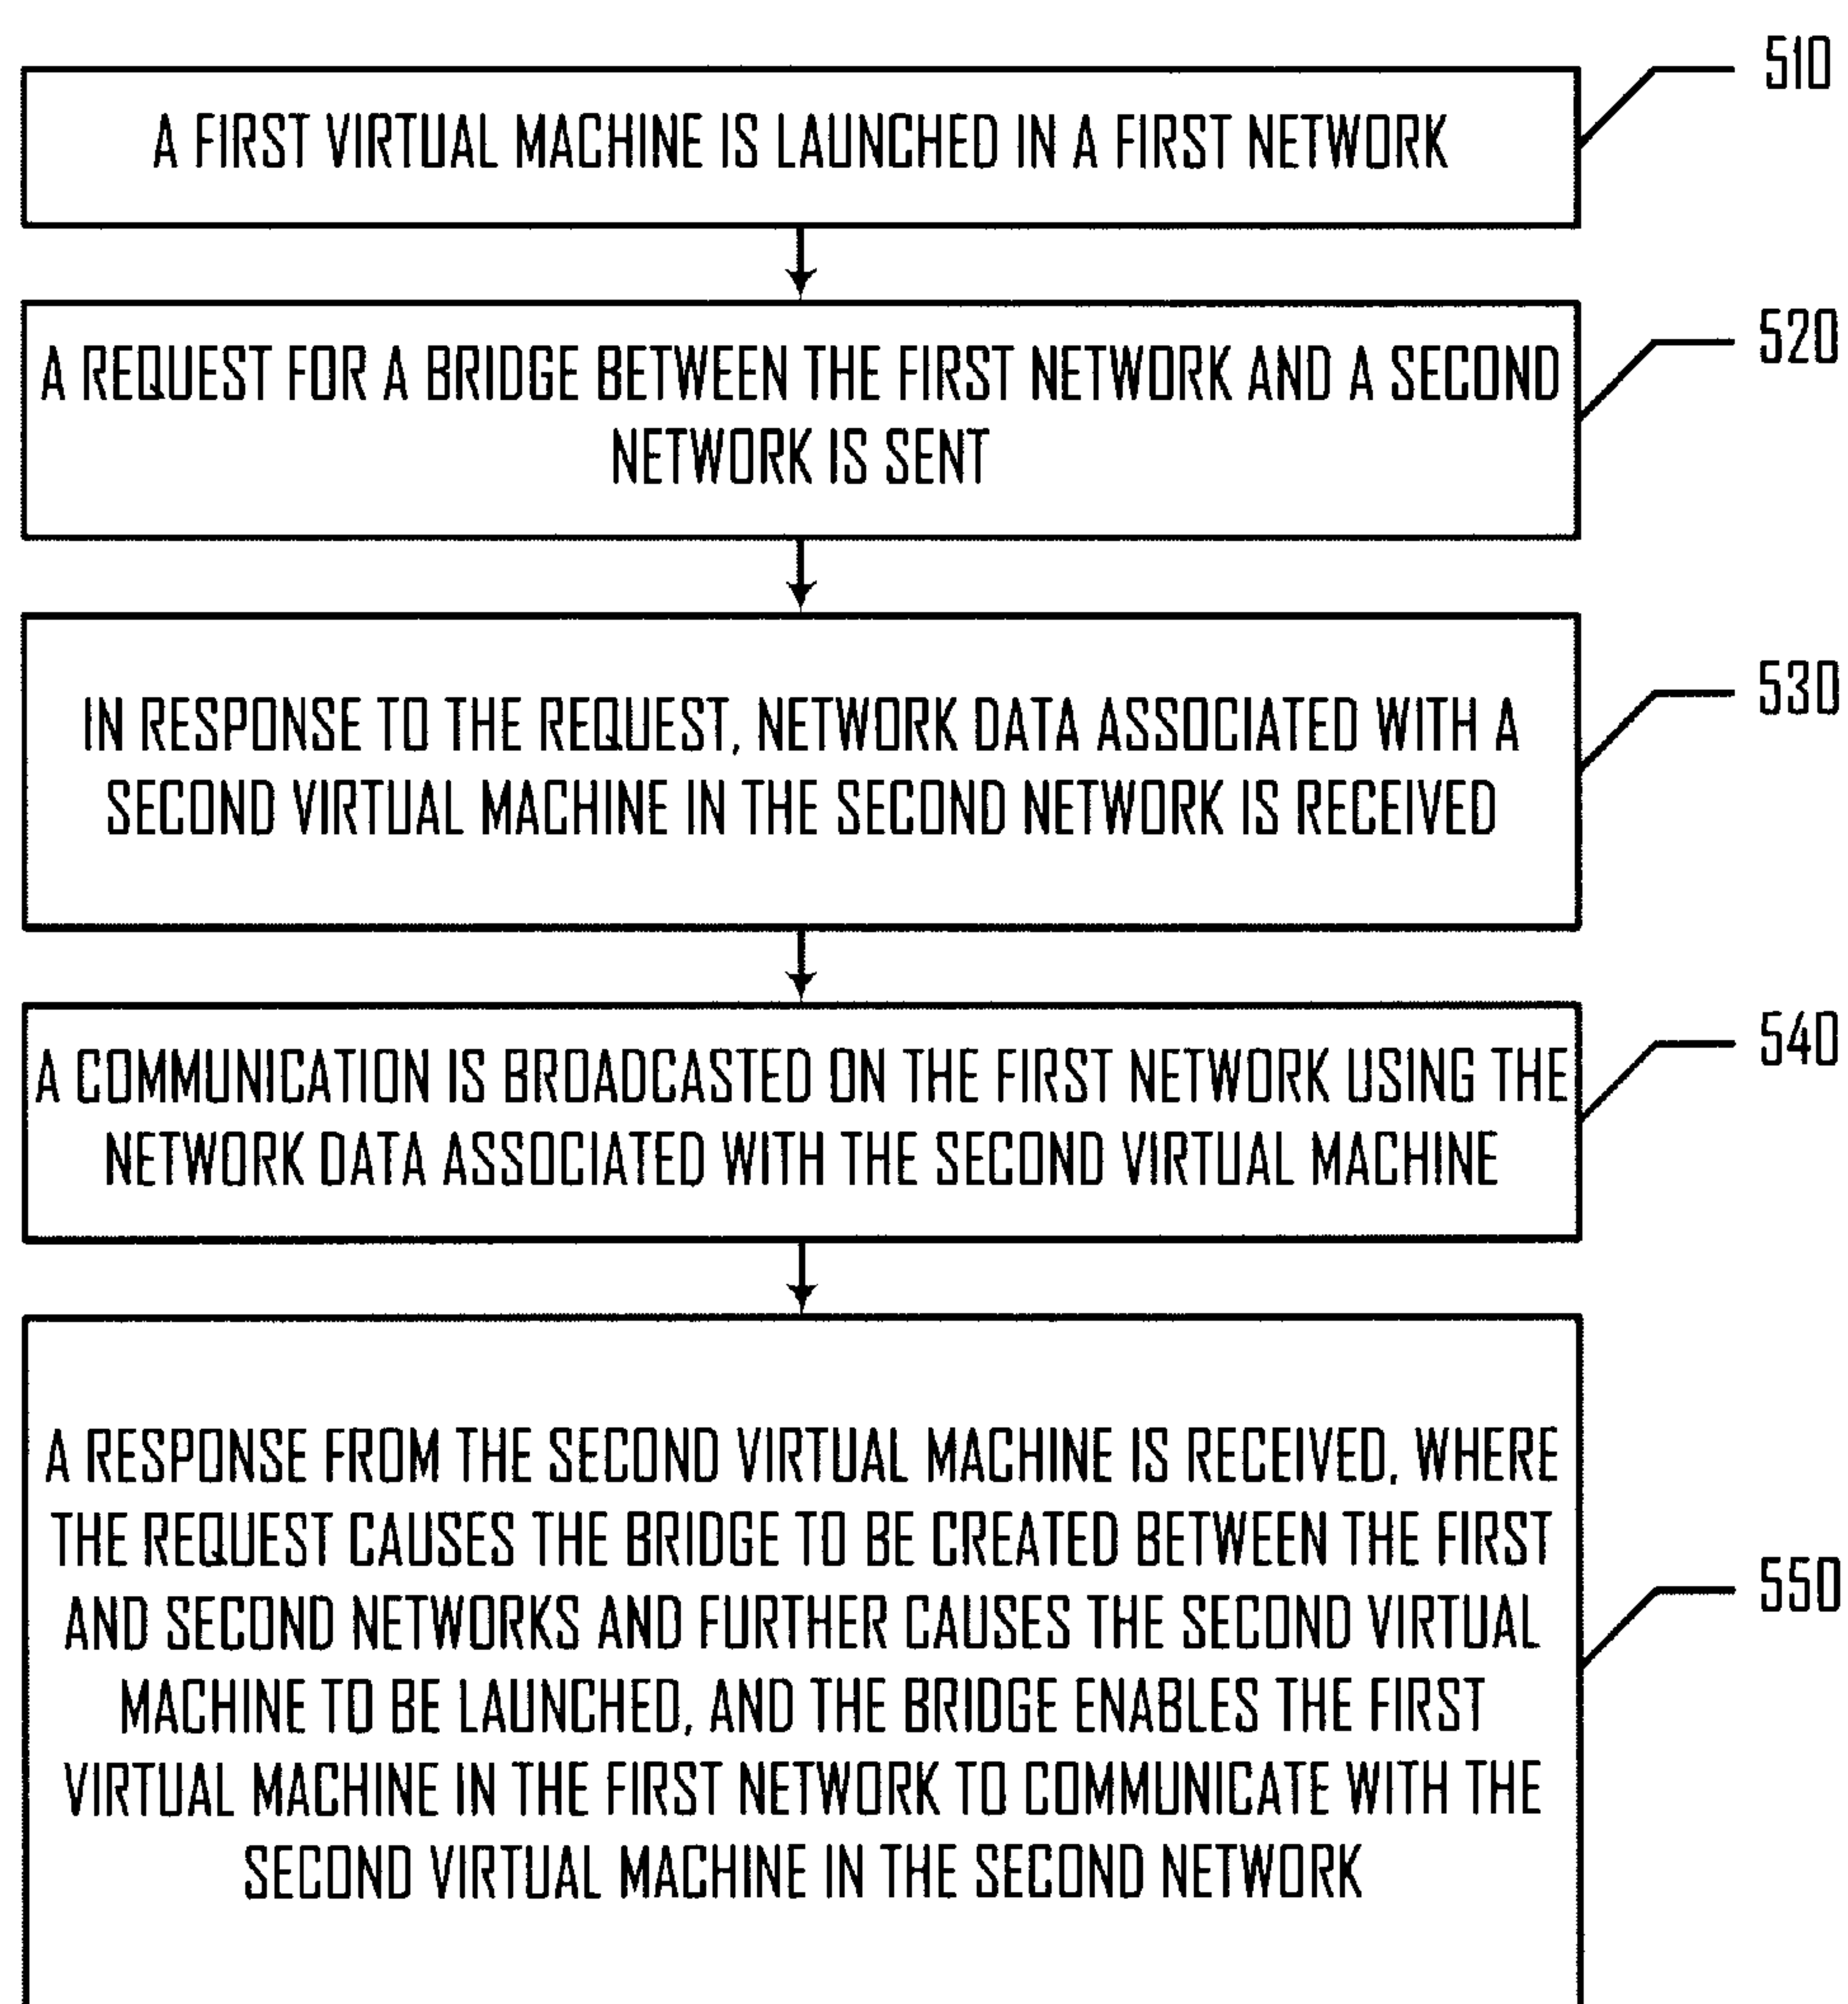 510
A FIRST VIRTUAL MACHINE IS LAUNCHED IN A FIRST NETWORK
520
A REQUEST FOR A BRIDGE BETWEEN THE FIRST NETWORK AND A SECOND
NETWORK IS SENT
530
IN RESPONSE TO THE REQUEST, NETWORK DATA ASSOCIATED WITH A
SECOND VIRTUAL MACHINE IN THE SECOND NETWORK IS RECEIVED
540
A COMMUNICATION IS BROADCASTED ON THE FIRST NETWORK USING THE
NETWORK DATA ASSOCIATED WITH THE SECOND VIRTUAL MACHINE
550
A RESPONSE FROM THE SECOND VIRTUAL MACHINE IS RECEIVED, WHERE
THE REQUEST CAUSES THE BRIDGE TO BE CREATED BETWEEN THE FIRST
AND SECOND NETWORKS AND FURTHER CAUSES THE SECOND VIRTUAL
MACHINE TO BE LAUNCHED, AND THE BRIDGE ENABLES THE FIRST
VIRTUAL MACHINE IN THE FIRST NETWORK TO COMMUNICATE WITH THE
SECOND VIRTUAL MACHINE IN THE SECOND NETWORK